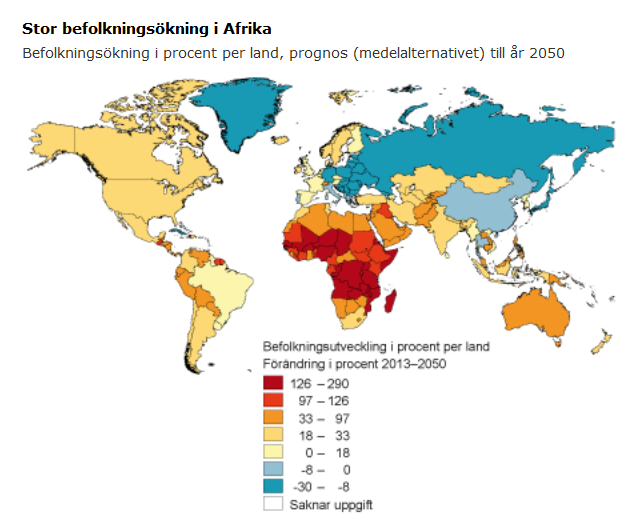 Stor befolkningsökning i Afrika
Befolkningsökning i procent per land, prognos (medelalternativet) till år 2050
Befolkningsutveckling i procent per land
Förändring i procent 2013–2050
126 – 290
97 – 126
33 – 97
18 – 33
0 – 18
-8 – 0
-30 – -8
Saknar uppgift